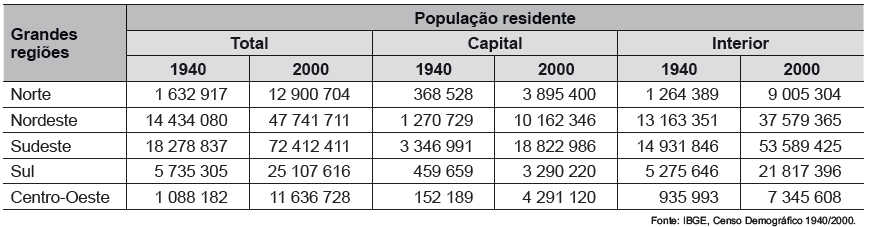 Grandes regiões
População residente
Total Capital Interior
1940 2000 1940 2000 1940 2000
Norte 1 632 917 12 900 704 368 528 3 895 400 1 264 389 9 005 304
Nordeste 14 434 080 47 741 711 1 270 729 10 162 346 13 163 351 37 579 365
Sudeste 18 278 837 72 412 411 3 346 991 18 822 986 14 931 846 53 589 425
Sul 5 735 305 25 107 616 459 659 3 290 220 5 275 646 21 817 396
Centro-Oeste 1 088 182 11 636 728 152 189 4 291 120 935 993 7 345 608
Fonte: IBGE, Censo Demográfico 1940/2000.